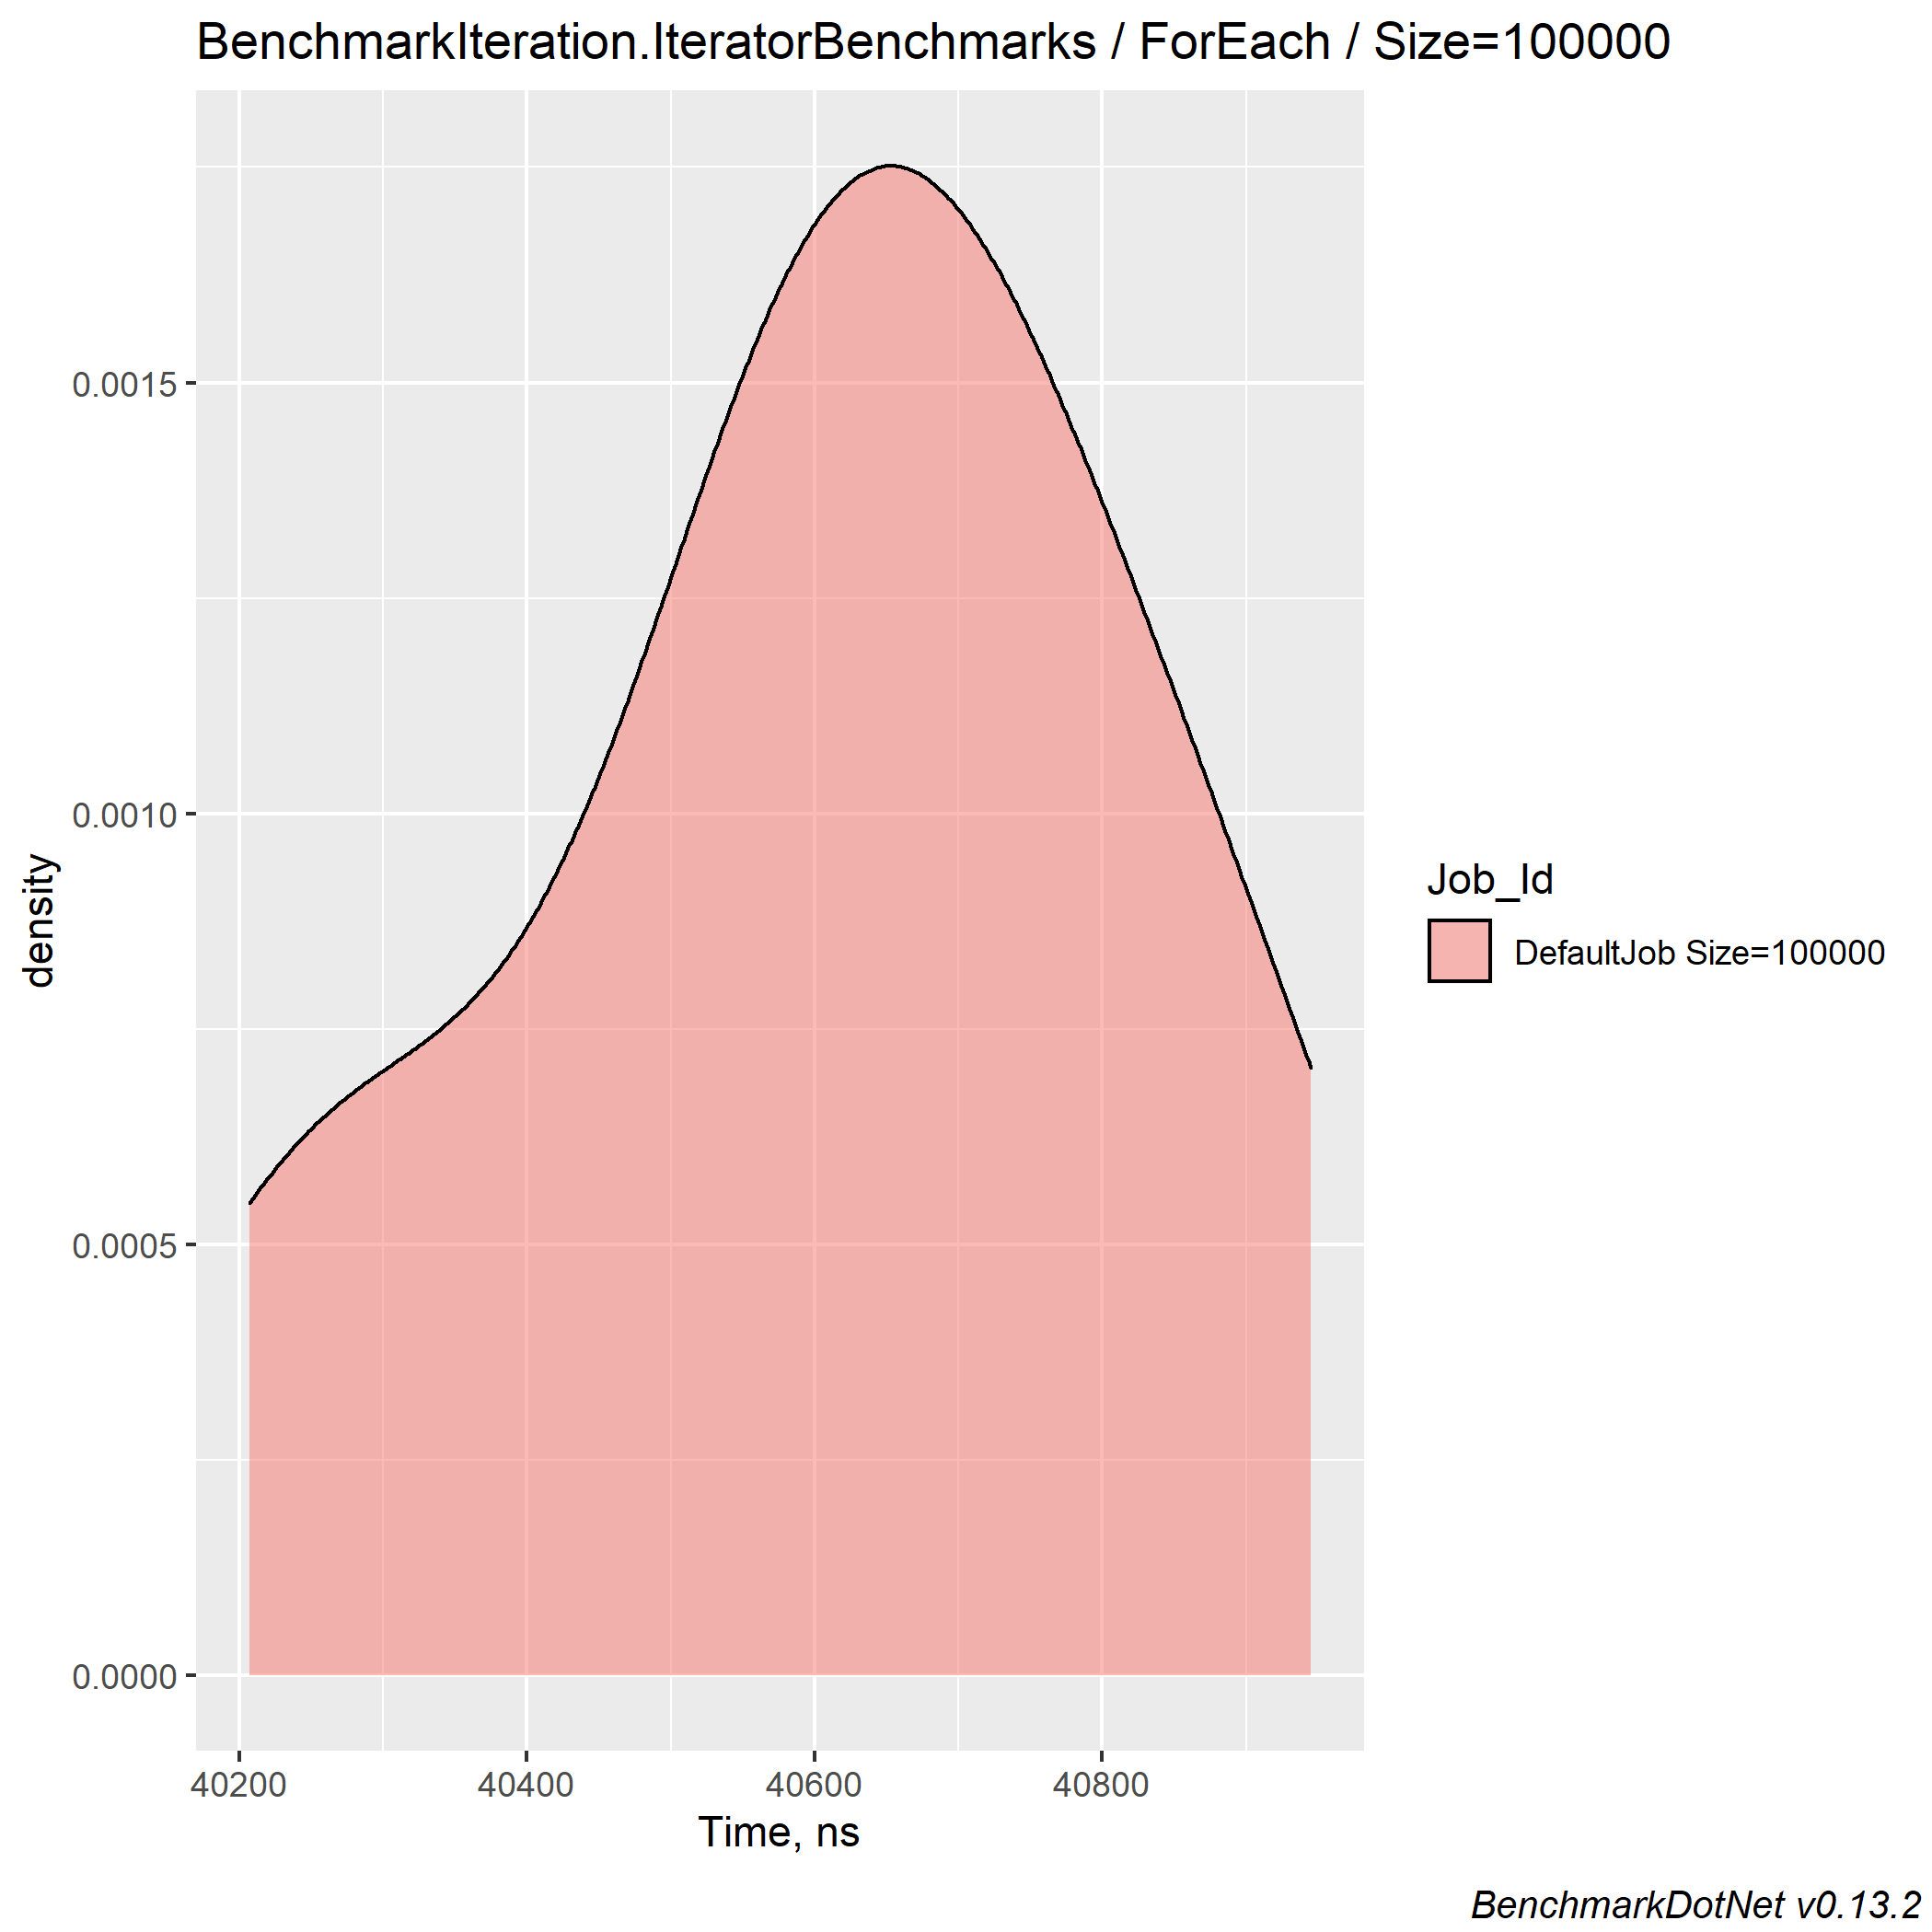 BenchmarkIteration.IteratorBenchmarks / ForEach / Size=100000
density
0.0015
0.0010
0.0005
0.0000
40200 40400 40600 40800
Time, ns
Job_Id
DefaultJob Size=100000
BenchmarkDotNet v0.13.2